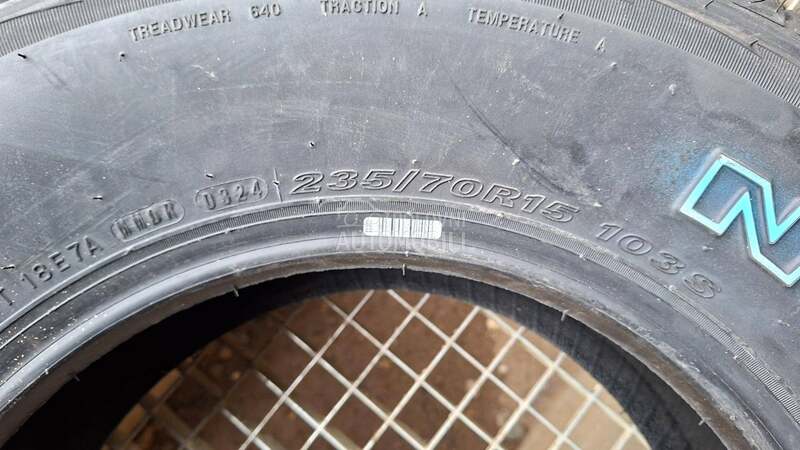 TREADWEAR 640 TRACTION A TEMPERATURE A
T 18E7A 0324 235/70R15 103S
N